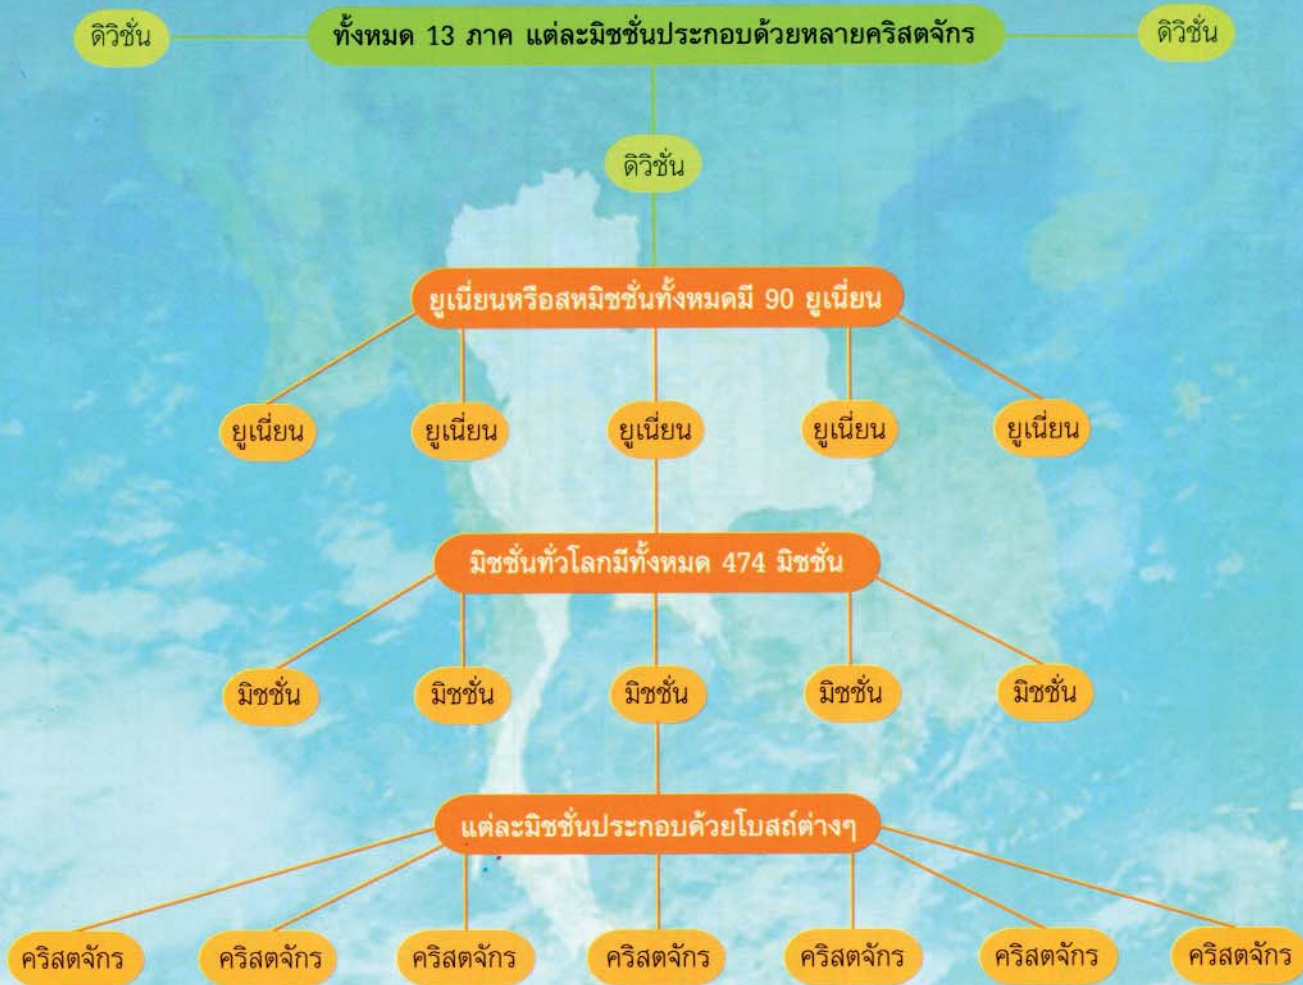 ดิวิชั่น
ทั้งหมด 13 ภาค แต่ละมิชชั่นประกอบด้วยหลายคริสตจักร
ดิวิชั่น
ดิวิชั่น
ยูเนี่ยนหรือสหมิชชั่นทั้งหมดมี 90 ยูเนี่ยน
ยูเนี่ยน
ยูเนี่ยน
ยูเนี่ยน
ยูเนี่ยน
ยูเนี่ยน
มิชชั่นทั่วโลกมีทั้งหมด 474 มิชชั่น
มิชชั่น
มิชชั่น
มิชชั่น
มิชชั่น
มิชชั่น
แต่ละมิชชั่นประกอบด้วยโบสถ์ต่างๆ
คริสตจักร
คริสตจักร
คริสตจักร
คริสตจักร
คริสตจักร
คริสตจักร
คริสตจักร